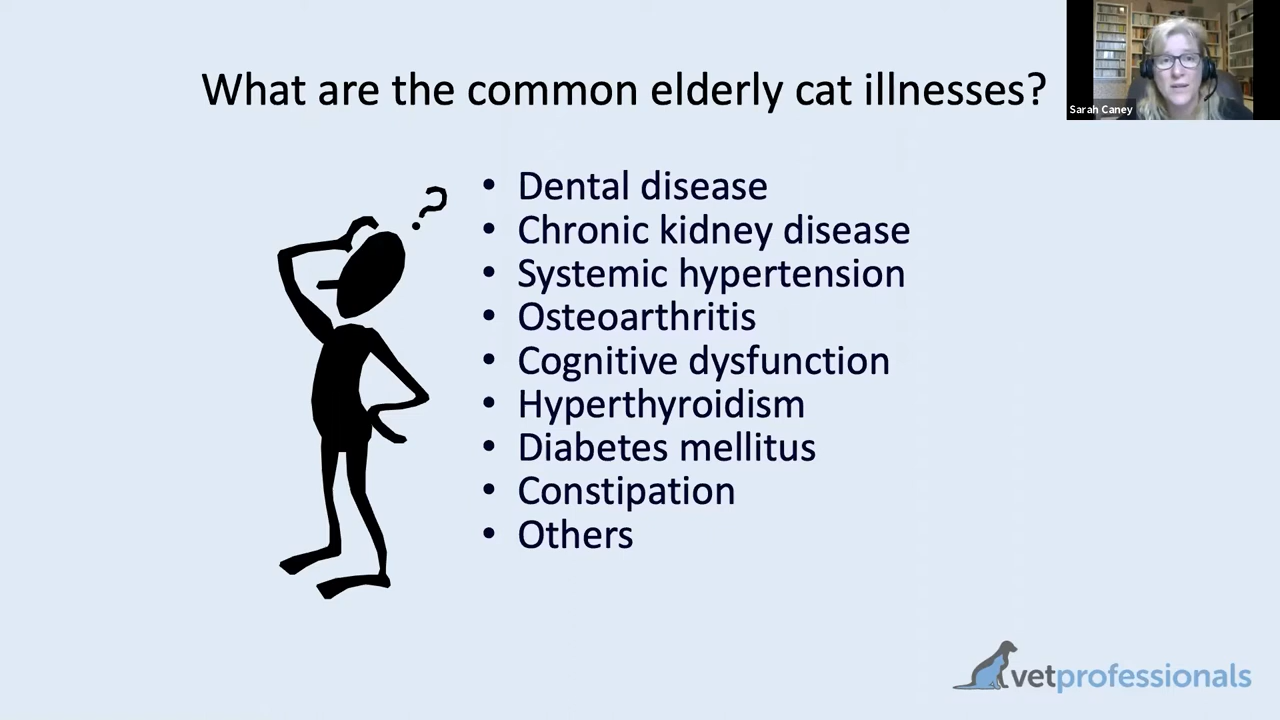 What are the common elderly cat illnesses?
Sarah Caney
?
• Dental disease
• Chronic kidney disease
• Systemic hypertension
• Osteoarthritis
• Cognitive dysfunction
• Hyperthyroidism
• Diabetes mellitus
• Constipation
• Others
vetprofessionals